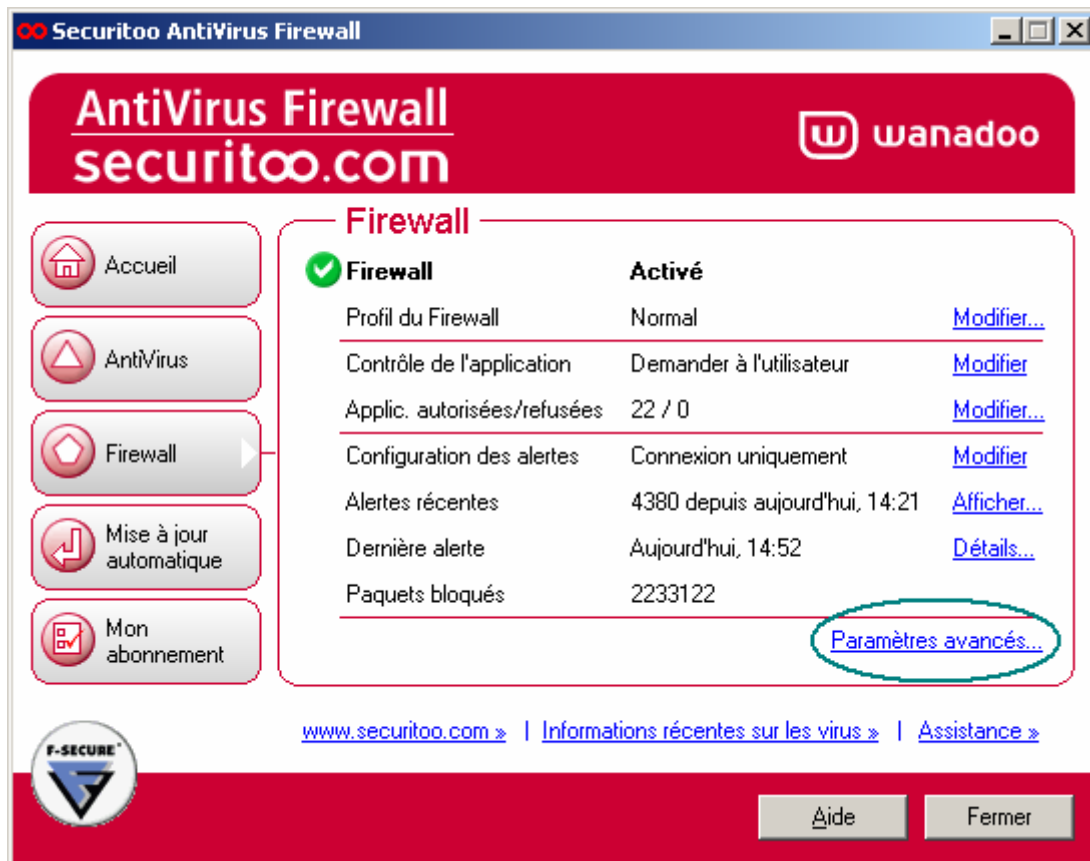 Securitoo AntiVirus Firewall
AntiVirus Firewall
securitoo.com
wanadoo
Accueil
AntiVirus
Firewall
Mise à jour
automatique
Mon
abonnement
Firewall
Firewall Activé
Profil du Firewall Normal Modifier...
Contrôle de l'application Demander à l'utilisateur Modifier
Applic. autorisées/refusées 22 / 0 Modifier...
Configuration des alertes Connexion uniquement Modifier
Alertes récentes 4380 depuis aujourd'hui, 14:21 Afficher...
Dernière alerte Aujourd'hui, 14:52 Détails...
Paquets bloqués 2233122
Paramètres avancés...
www.securitoo.com » | Informations récentes sur les virus » | Assistance »
F-SECURE
Aide Fermer